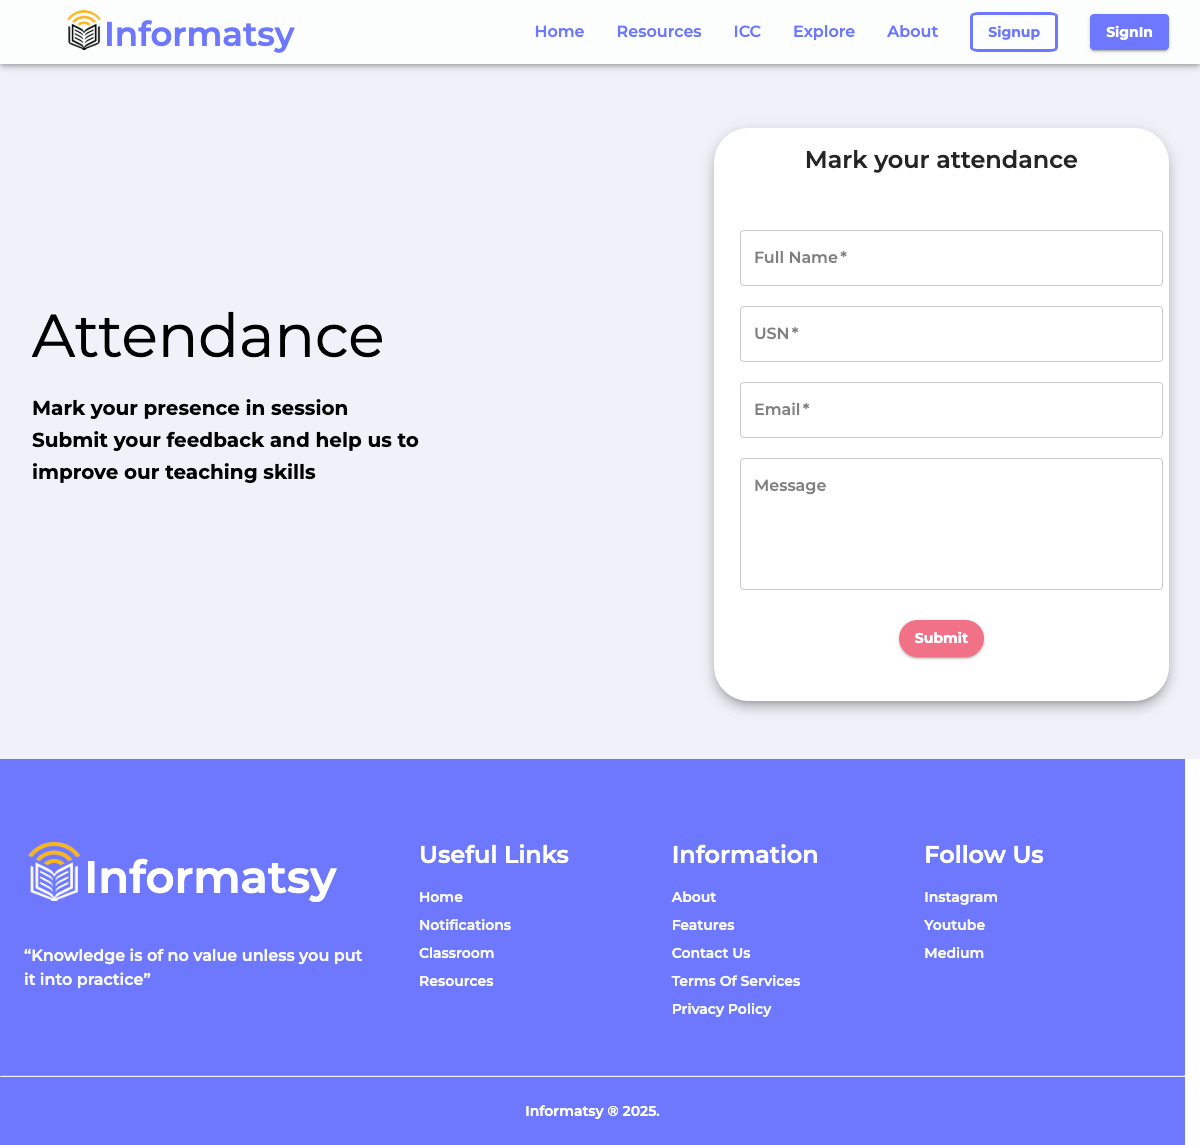 Informatsy
Home Resources ICC Explore About Signup SignIn
Attendance
Mark your presence in session
Submit your feedback and help us to
improve our teaching skills
Mark your attendance
Full Name *
USN *
Email *
Message
Submit
Informatsy
“Knowledge is of no value unless you put
it into practice”
Useful Links
Home
Notifications
Classroom
Resources
Information
About
Features
Contact Us
Terms Of Services
Privacy Policy
Follow Us
Instagram
Youtube
Medium
Informatsy ® 2025.